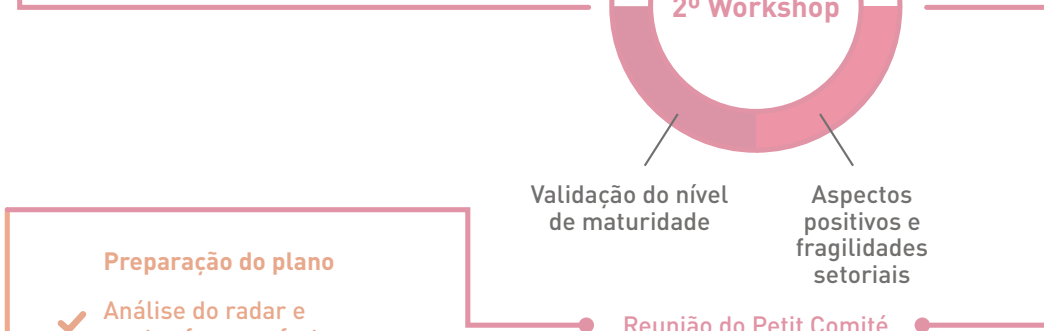 2º Workshop
Validação do nível
de maturidade
Aspectos
positivos e
fragilidades
setoriais
Preparação do plano
Análise do radar e
Reunião do Petit Comité